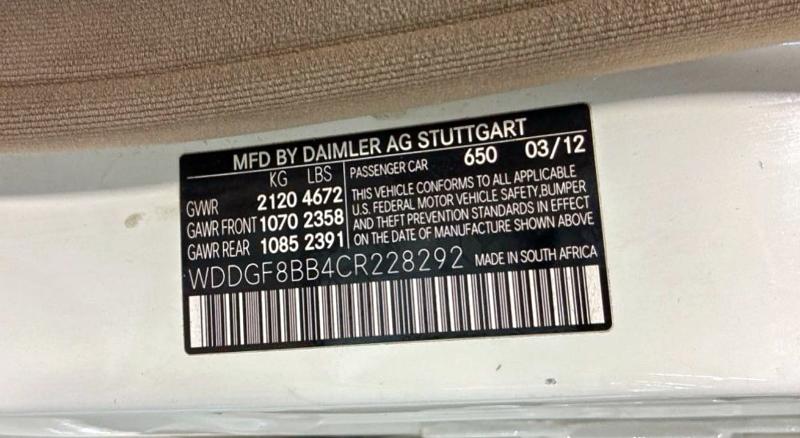 MFD BY DAIMLER AG STUTTGART
KG LBS PASSENGER CAR 650 03/12
GVWR 2120 4672
GAWR FRONT 1070 2358
GAWR REAR 1085 2391
THIS VEHICLE CONFORMS TO ALL APPLICABLE
U.S. FEDERAL MOTOR VEHICLE SAFETY, BUMPER
AND THEFT PREVENTION STANDARDS IN EFFECT
ON THE DATE OF MANUFACTURE SHOWN ABOVE
WDDGF8BB4CR228292 MADE IN SOUTH AFRICA